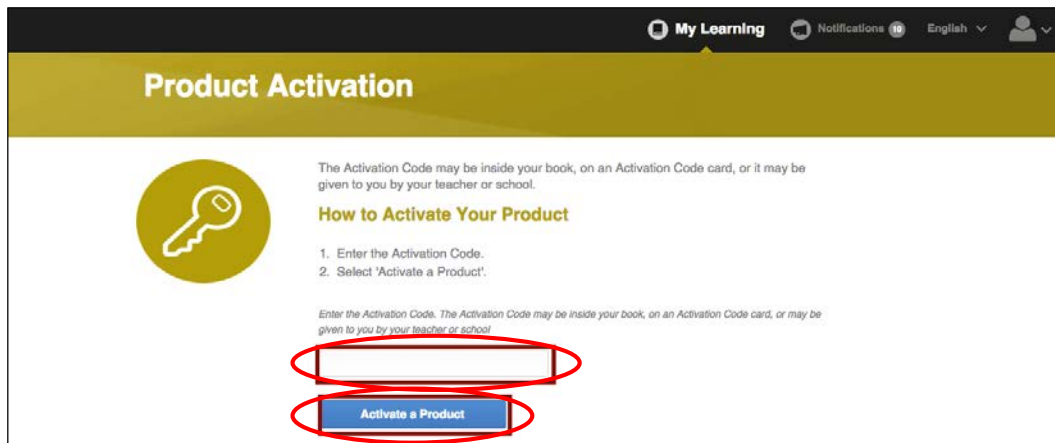 My Learning Notifications 10 English
Product Activation
The Activation Code may be inside your book, on an Activation Code card, or it may be
given to you by your teacher or school.
How to Activate Your Product
1. Enter the Activation Code.
2. Select 'Activate a Product'.
Enter the Activation Code. The Activation Code may be inside your book, on an Activation Code card, or may be
given to you by your teacher or school
Activate a Product